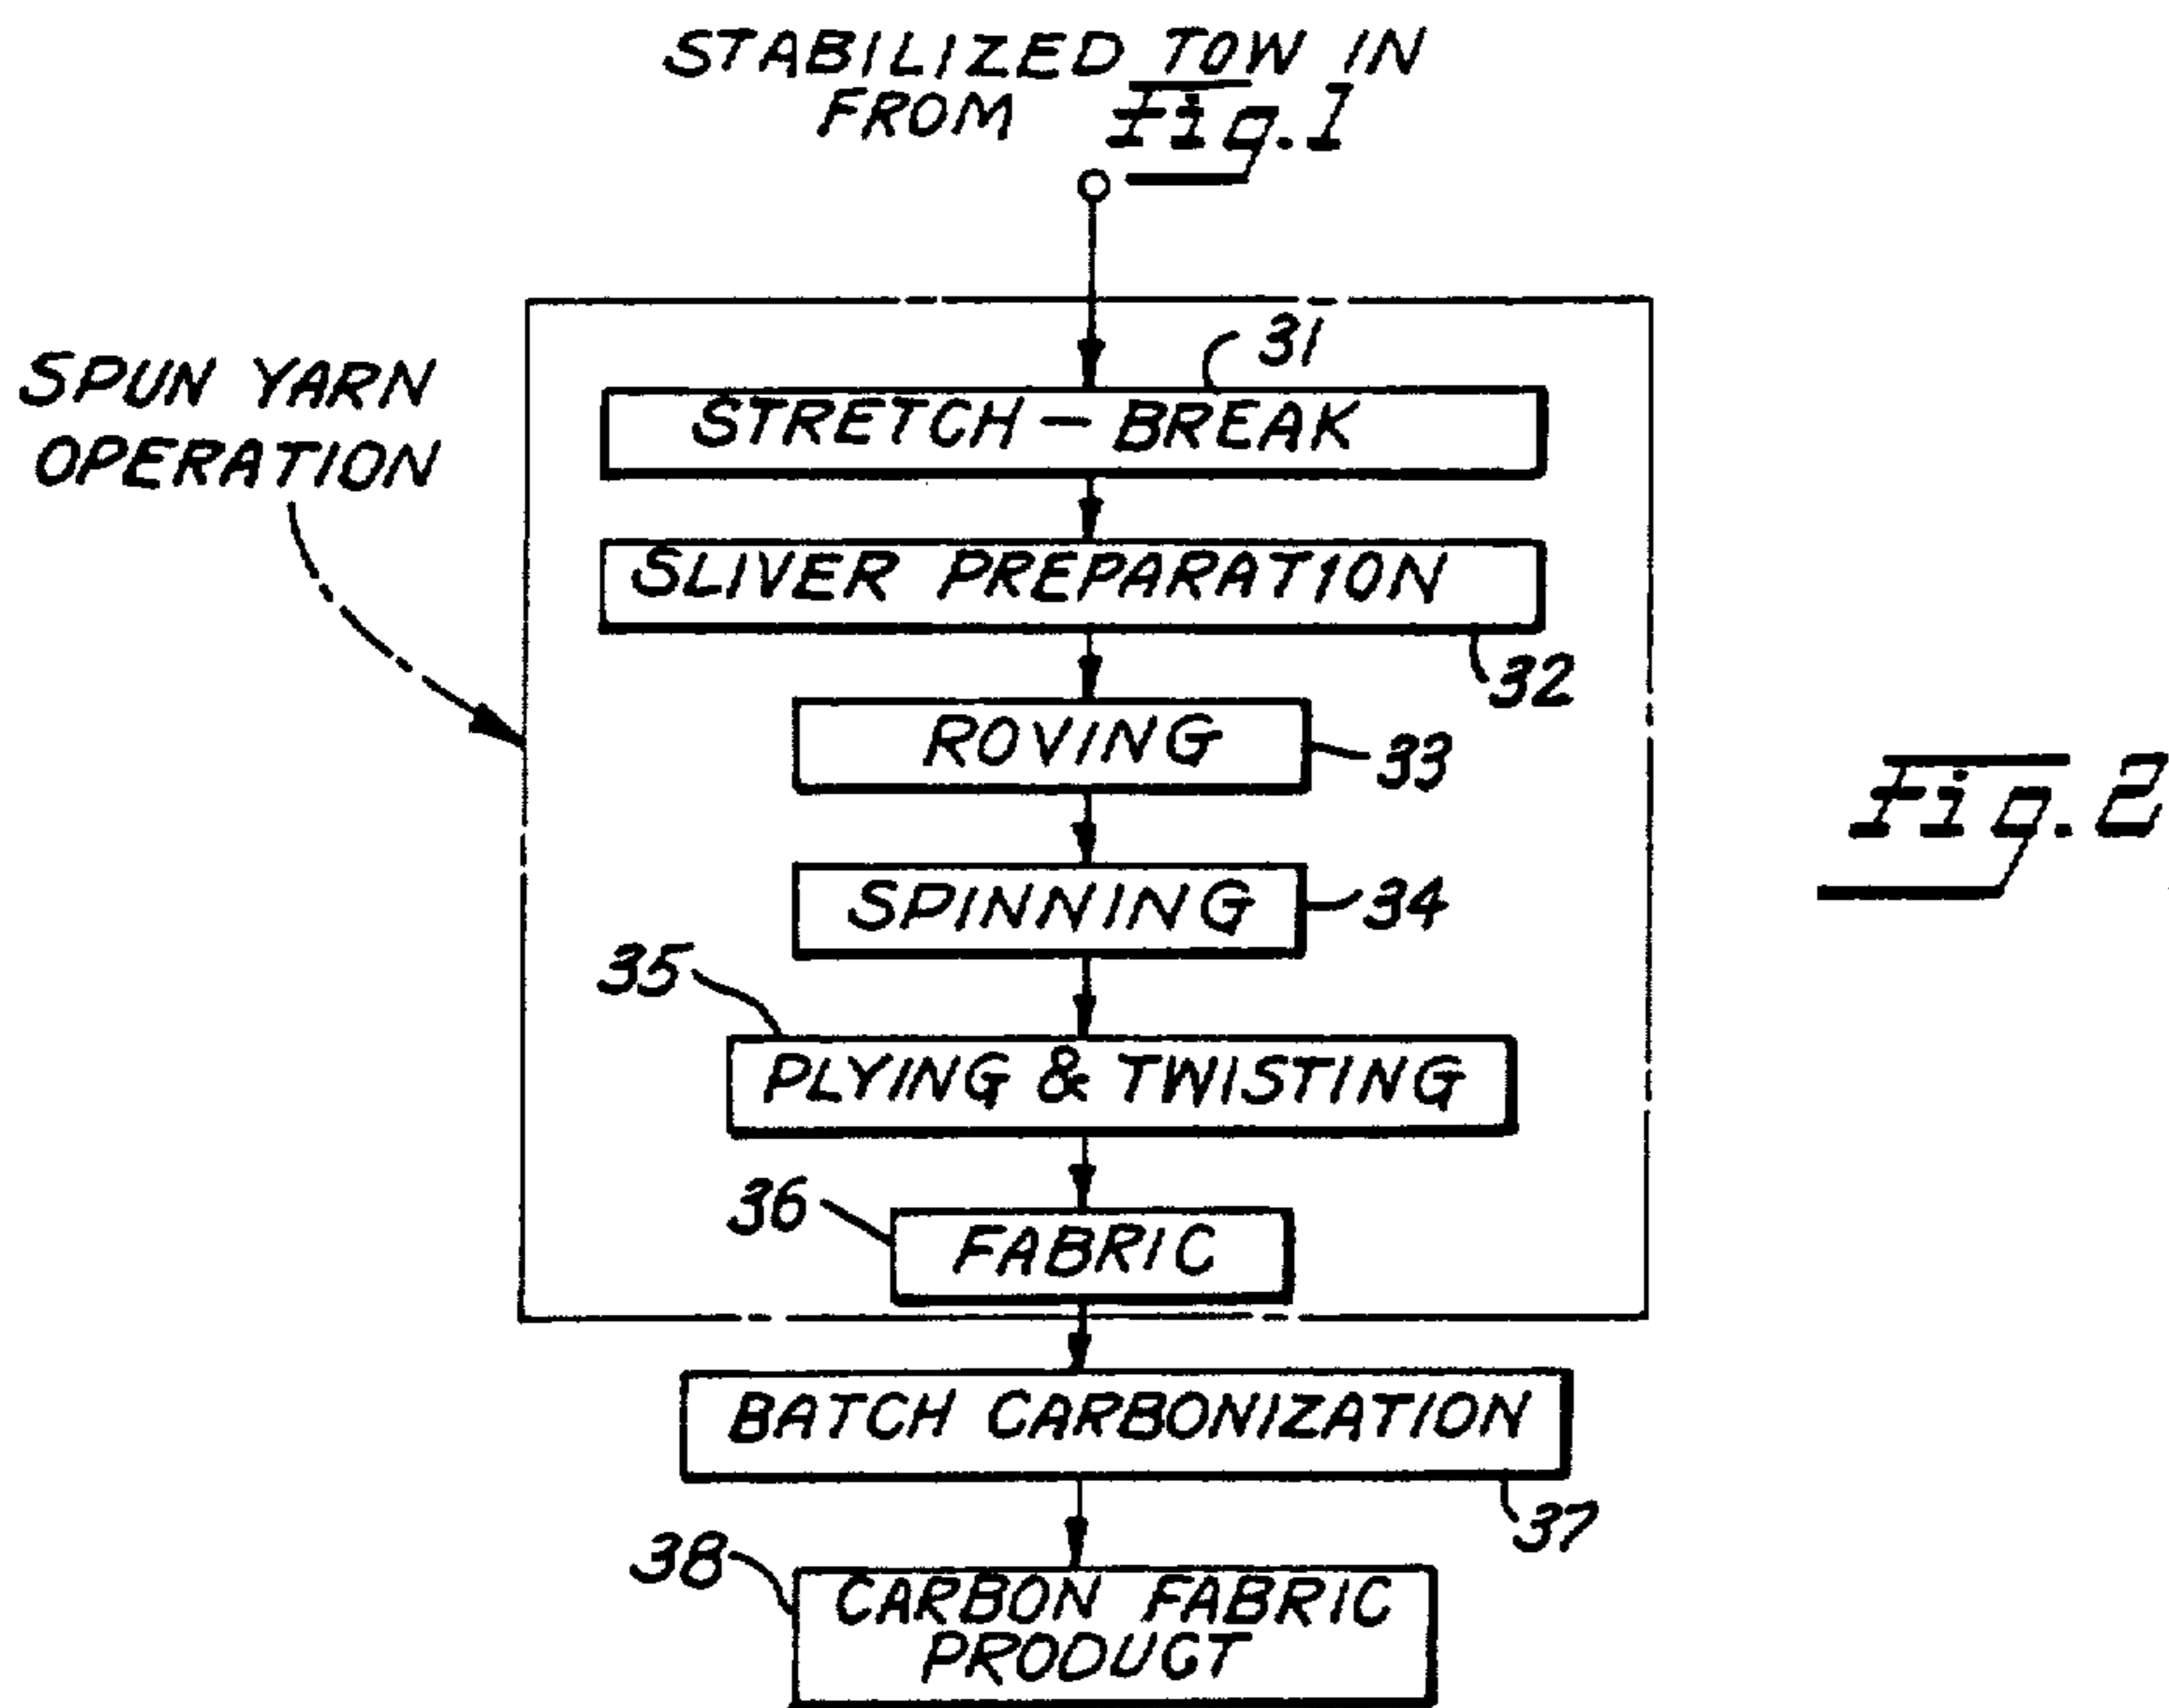 STABILIZED TOW IN
FROM Fig. 1
SPUN YARN
OPERATION
31
STRETCH - BREAK
SLIVER PREPARATION
32
ROVING
33
SPINNING
34
35
PLYING & TWISTING
36
FABRIC
BATCH CARBONIZATION
37
38
CARBON FABRIC
PRODUCT
Fig. 2